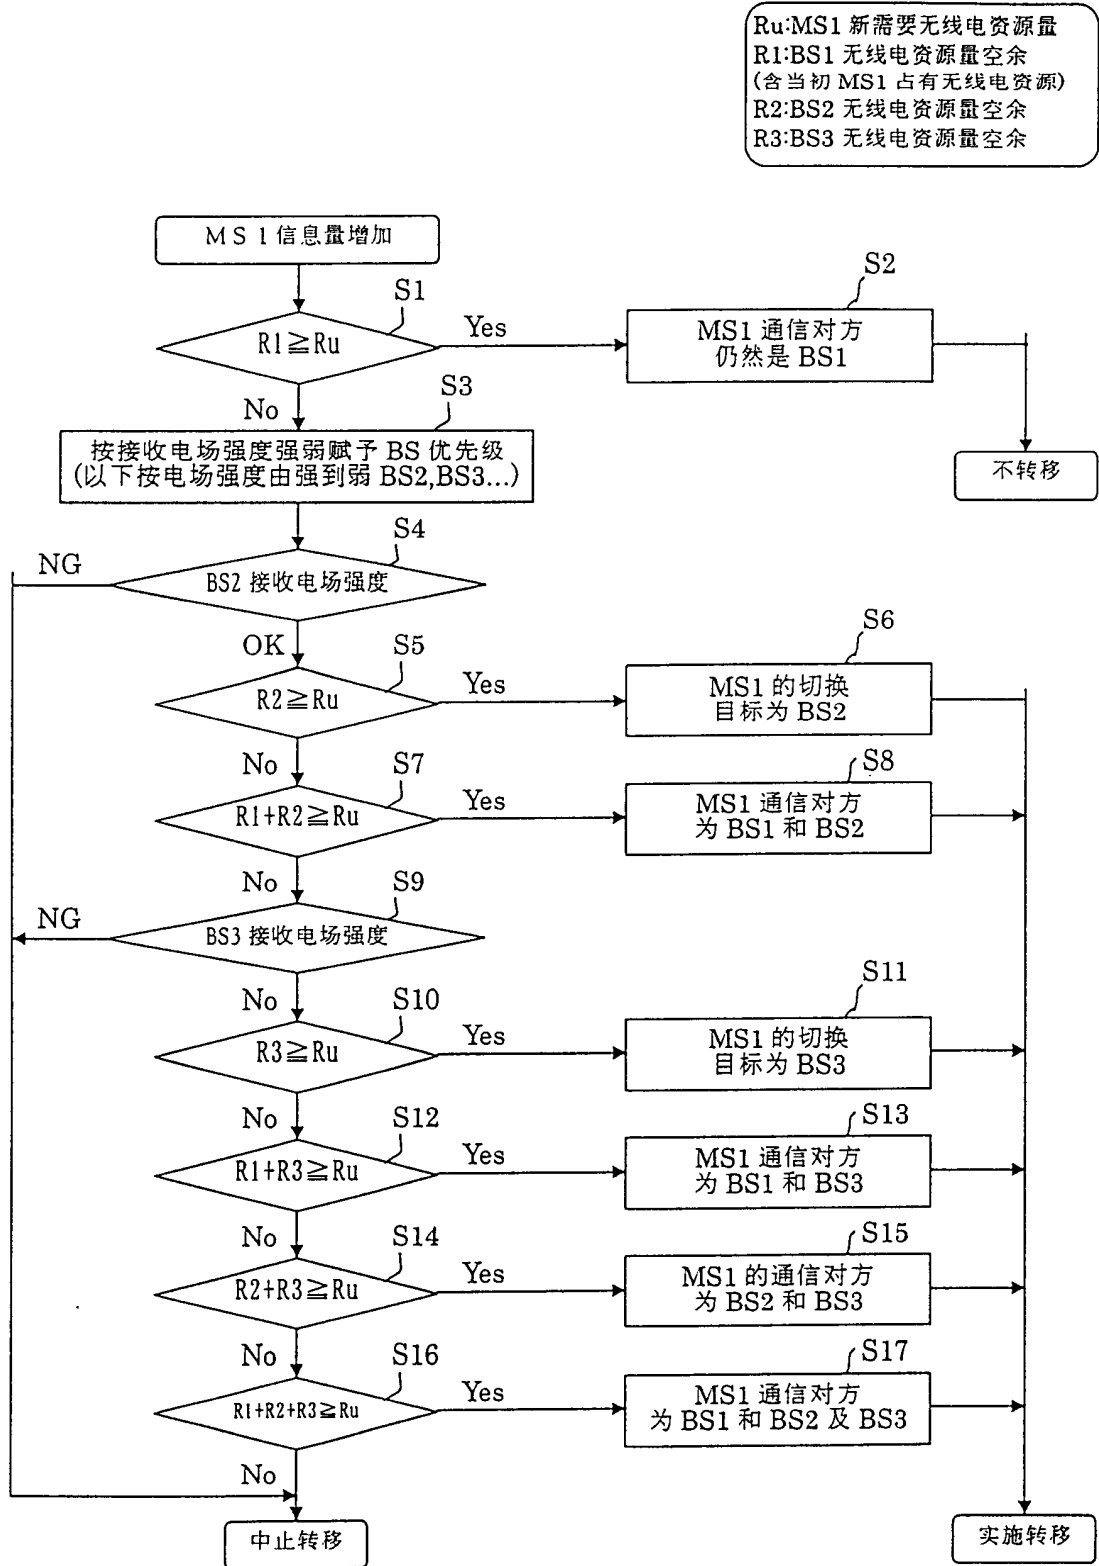 Ru:MS1 新需要无线电资源量
R1:BS1 无线电资源量空余
(含当初 MS1 占有无线电资源)
R2:BS2 无线电资源量空余
R3:BS3 无线电资源量空余
MS 1 信息量增加
S1
R1≧Ru
Yes
S2
MS1 通信对方
仍然是 BS1
No
S3
按接收电场强度强弱赋予 BS 优先级
(以下按电场强度由强到弱 BS2,BS3...)
不转移
S4
NG
BS2 接收电场强度
OK
S5
R2≧Ru
Yes
S6
MS1 的切换
目标为 BS2
No
S7
R1+R2≧Ru
Yes
S8
MS1 通信对方
为 BS1 和 BS2
No
S9
NG
BS3 接收电场强度
No
S10
R3≧Ru
Yes
S11
MS1 的切换
目标为 BS3
No
S12
R1+R3≧Ru
Yes
S13
MS1 通信对方
为 BS1 和 BS3
No
S14
R2+R3≧Ru
Yes
S15
MS1 的通信对方
为 BS2 和 BS3
No
S16
R1+R2+R3≧Ru
Yes
S17
MS1 通信对方
为 BS1 和 BS2 及 BS3
No
中止转移
实施转移